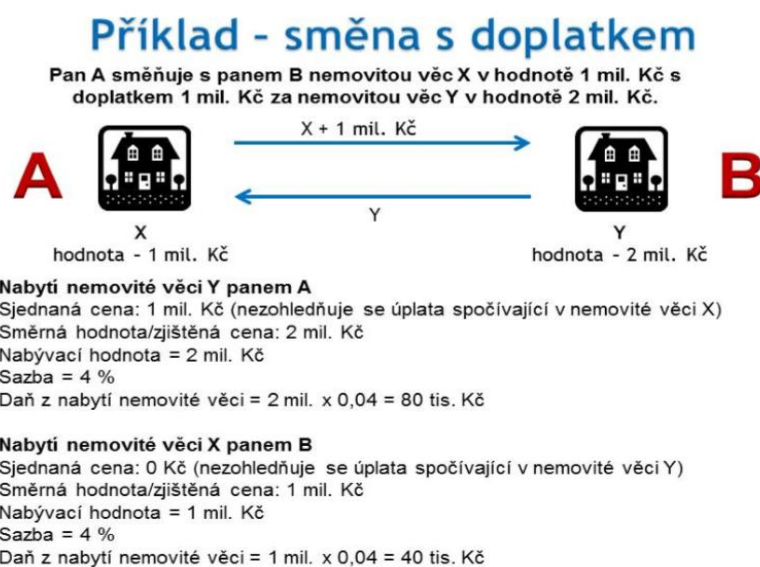 Příklad - směna s doplatkem
Pan A směňuje s panem B nemovitou věc X v hodnotě 1 mil. Kč s
doplatkem 1 mil. Kč za nemovitou věc Y v hodnotě 2 mil. Kč.
X + 1 mil. Kč
A
B
Y
X
hodnota - 1 mil. Kč
Y
hodnota - 2 mil. Kč
Nabytí nemovité věci Y panem A
Sjednaná cena: 1 mil. Kč (nezohledňuje se úplata spočívající v nemovité věci X)
Směrná hodnota/zjištěná cena: 2 mil. Kč
Nabývací hodnota = 2 mil. Kč
Sazba = 4 %
Daň z nabytí nemovité věci = 2 mil. x 0,04 = 80 tis. Kč
Nabytí nemovité věci X panem B
Sjednaná cena: 0 Kč (nezohledňuje se úplata spočívající v nemovité věci Y)
Směrná hodnota/zjištěná cena: 1 mil. Kč
Nabývací hodnota = 1 mil. Kč
Sazba = 4 %
Daň z nabytí nemovité věci = 1 mil. x 0,04 = 40 tis. Kč